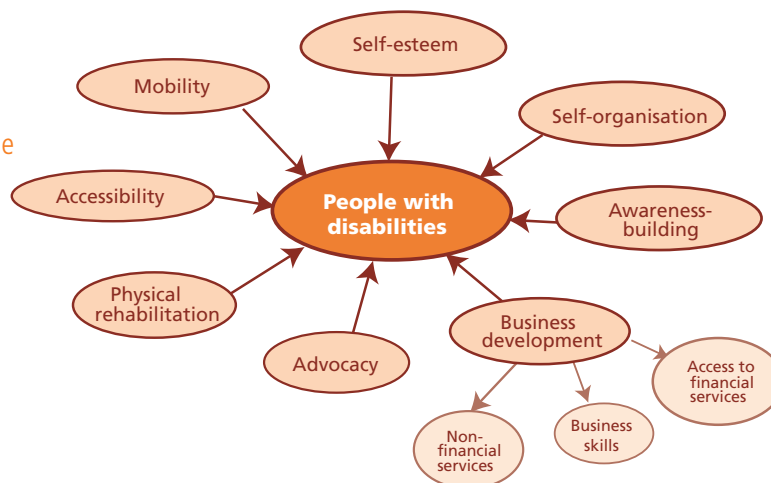 Self-esteem
Mobility
Self-organisation
e
Accessibility
People with
disabilities
Awareness-
building
Physical
rehabilitation
Business
development
Advocacy
Access to
financial
services
Non-
financial
services
Business
skills